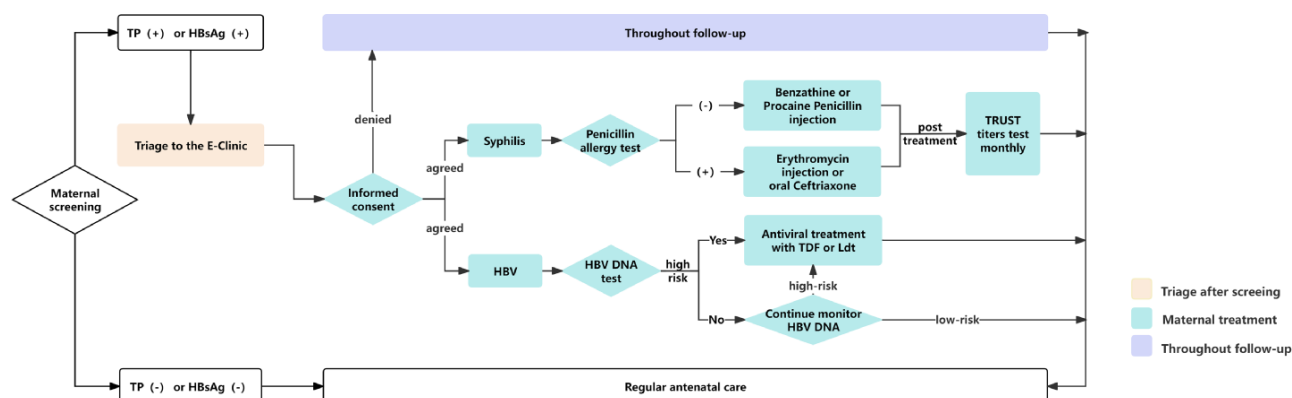 TP (+) or HBsAg (+)
Throughout follow-up
denied
Triage to the E-Clinic
Maternal
screening
Informed
consent
agreed
agreed
Syphilis
Penicillin
allergy test
(-)
(+)
Benzathine or
Procaine Penicillin
injection
Erythromycin
injection or
oral Ceftriaxone
post
treatment
TRUST
titers test
monthly
HBV
HBV DNA
test
high
risk
Yes
No
Antiviral treatment
with TDF or Ldt
high-risk
Continue monitor
HBV DNA
low-risk
TP (-) or HBsAg (-)
Regular antenatal care
Triage after screeing
Maternal treatment
Throughout follow-up